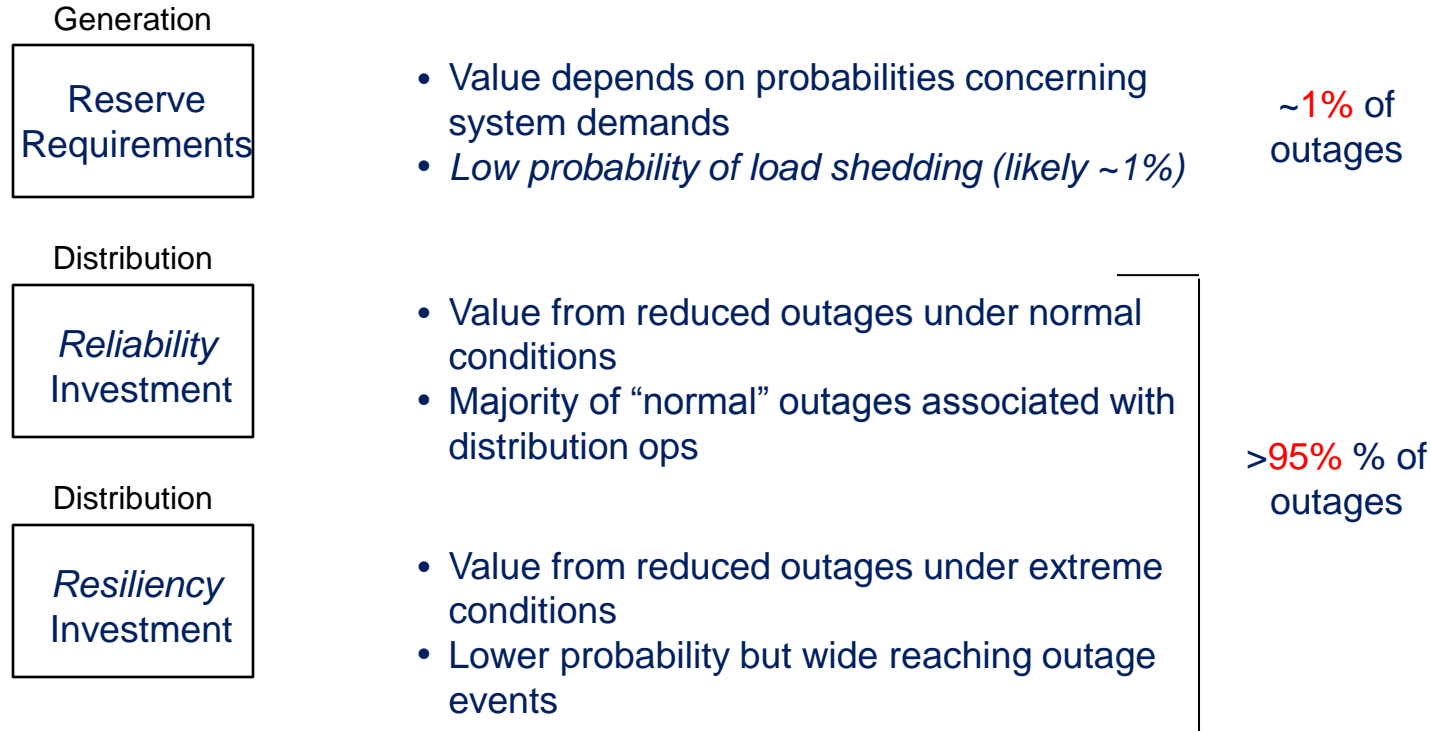 Generation
Reserve
Requirements
• Value depends on probabilities concerning
system demands
• Low probability of load shedding (likely ~1%)
~1% of
outages
Distribution
Reliability
Investment
• Value from reduced outages under normal
conditions
• Majority of “normal” outages associated with
distribution ops
>95% % of
outages
Distribution
Resiliency
Investment
• Value from reduced outages under extreme
conditions
• Lower probability but wide reaching outage
events